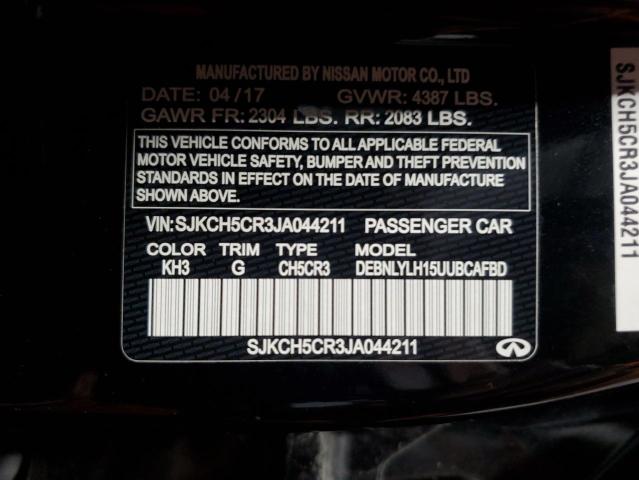 MANUFACTURED BY NISSAN MOTOR CO., LTD
DATE: 04/17 GVWR: 4387 LBS.
GAWR FR: 2304 LBS. RR: 2083 LBS.
THIS VEHICLE CONFORMS TO ALL APPLICABLE FEDERAL
MOTOR VEHICLE SAFETY, BUMPER AND THEFT PREVENTION
STANDARDS IN EFFECT ON THE DATE OF MANUFACTURE
SHOWN ABOVE.
VIN: SJKCH5CR3JA044211 PASSENGER CAR
COLOR TRIM TYPE MODEL
KH3 G CH5CR3 DEBNLYLH15UUBCAFBD
SJKCH5CR3JA044211
SJKCH5CR3JA044211